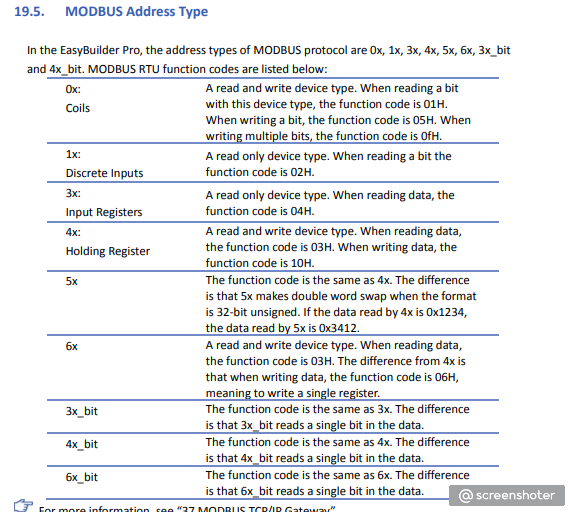 19.5. MODBUS Address Type
In the EasyBuilder Pro, the address types of MODBUS protocol are 0x, 1x, 3x, 4x, 5x, 6x, 3x_bit
and 4x_bit. MODBUS RTU function codes are listed below:
0x:
Coils
A read and write device type. When reading a bit
with this device type, the function code is 01H.
When writing a bit, the function code is 05H. When
writing multiple bits, the function code is 0fH.
1x:
Discrete Inputs
A read only device type. When reading a bit the
function code is 02H.
3x:
Input Registers
A read only device type. When reading data, the
function code is 04H.
4x:
Holding Register
A read and write device type. When reading data,
the function code is 03H. When writing data, the
function code is 10H.
5x
The function code is the same as 4x. The difference
is that 5x makes double word swap when the format
is 32-bit unsigned. If the data read by 4x is 0x1234,
the data read by 5x is 0x3412.
6x
A read and write device type. When reading data,
the function code is 03H. The difference from 4x is
that when writing data, the function code is 06H,
meaning to write a single register.
3x_bit
The function code is the same as 3x. The difference
is that 3x_bit reads a single bit in the data.
4x_bit
The function code is the same as 4x. The difference
is that 4x_bit reads a single bit in the data.
6x_bit
The function code is the same as 6x. The difference
is that 6x_bit reads a single bit in the data.
For more information, see "37 MODBUS TCP/IP Gateway"
@ screenshoter